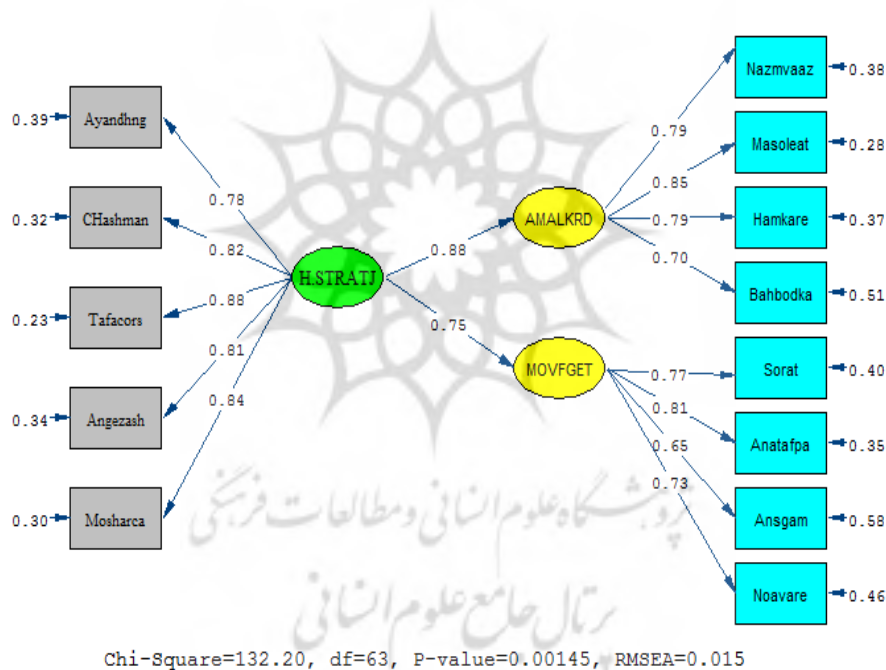 0.39
Ayandhng
0.78
0.32
CHashman
0.82
0.23
Tafacors
0.88
0.34
Angezash
0.81
0.30
Mosharca
0.84
H.STRATJ
0.88
AMALKRD
0.75
MOVFGET
0.79
Nazmvaaz
0.38
0.85
Masoleat
0.28
0.79
Hamkare
0.37
0.70
Bahbodka
0.51
0.77
Sorat
0.40
0.81
Anatafpa
0.35
0.65
Ansgam
0.58
0.73
Noavare
0.46
پژوهشگاه علوم انسانی و مطالعات فرهنگی
پرتال جامع علوم انسانی
Chi-Square=132.20, df=63, P-value=0.00145, RMSEA=0.015